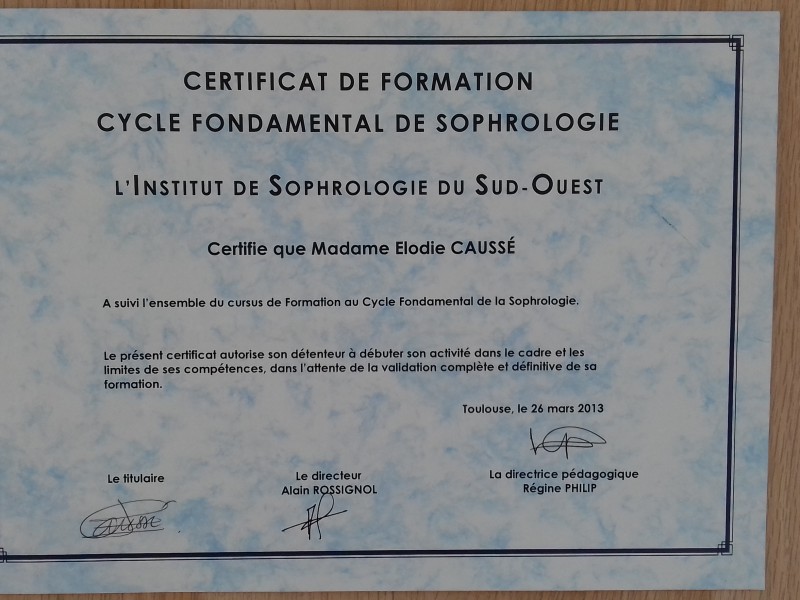 CERTIFICAT DE FORMATION
CYCLE FONDAMENTAL DE SOPHROLOGIE
L'INSTITUT DE SOPHROLOGIE DU SUD-OUEST
Certifie que Madame Elodie CAUSSÉ
A suivi l'ensemble du cursus de Formation au Cycle Fondamental de la Sophrologie.
Le présent certificat autorise son détenteur à débuter son activité dans le cadre et les
limites de ses compétences, dans l'attente de la validation complète et définitive de sa
formation.
Toulouse, le 26 mars 2013
Le titulaire
Le directeur
Alain ROSSIGNOL
La directrice pédagogique
Régine PHILIP